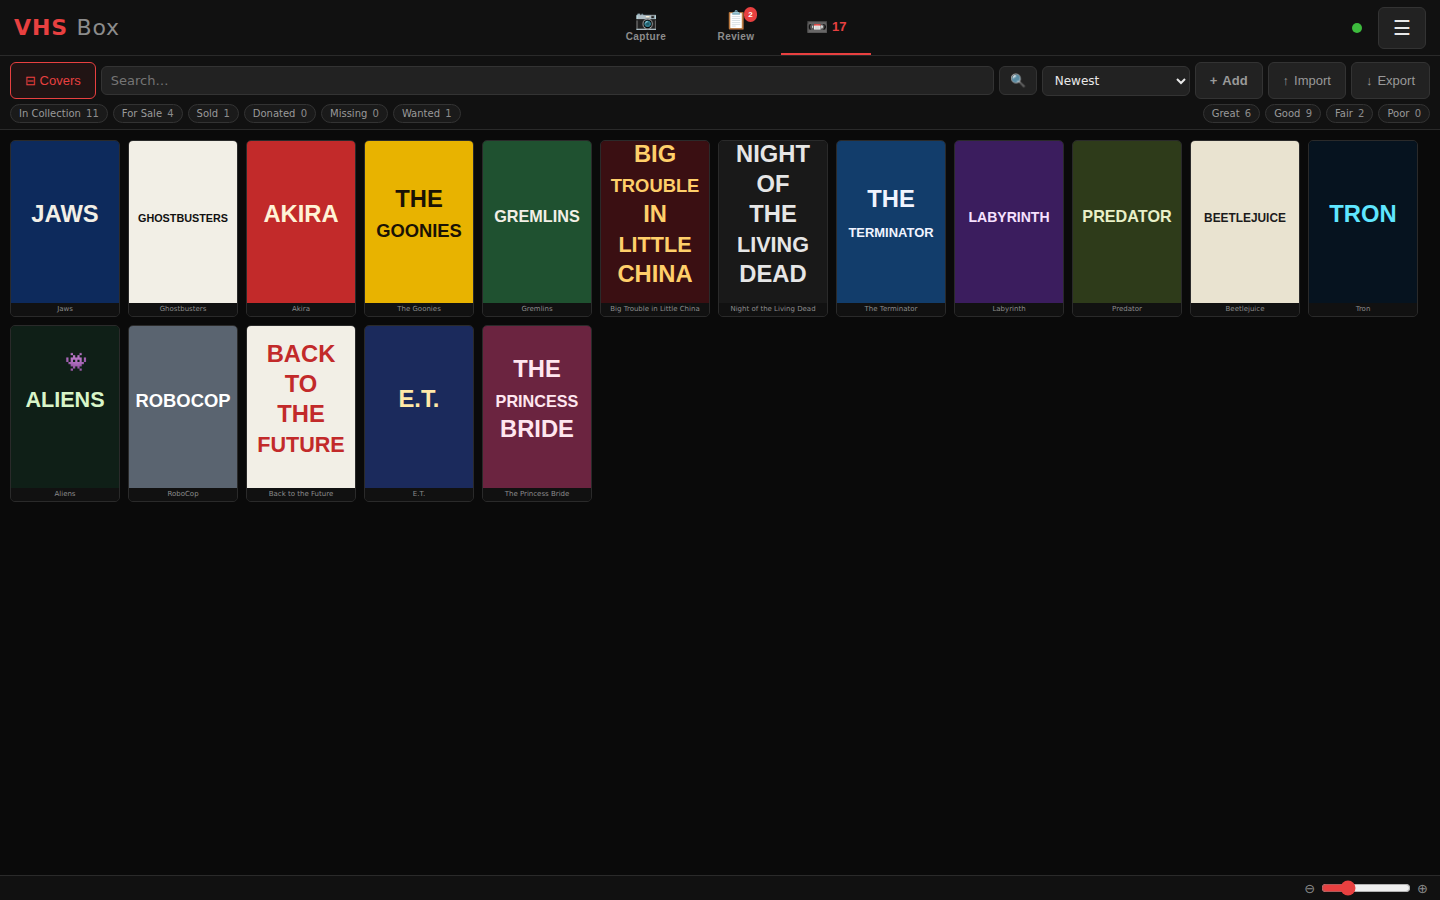 VHS Box
Capture
2
Review
17
Covers
Search...
Newest
+ Add
↑ Import
↓ Export
In Collection 11
For Sale 4
Sold 1
Donated 0
Missing 0
Wanted 1
Great 6
Good 9
Fair 2
Poor 0
JAWS
Jaws
GHOSTBUSTERS
Ghostbusters
AKIRA
Akira
THE
GOONIES
The Goonies
GREMLINS
Gremlins
BIG
TROUBLE
IN
LITTLE
CHINA
Big Trouble in Little China
NIGHT
OF
THE
LIVING
DEAD
Night of the Living Dead
THE
TERMINATOR
The Terminator
LABYRINTH
Labyrinth
PREDATOR
Predator
BEETLEJUICE
Beetlejuice
TRON
Tron
ALIENS
Aliens
ROBOCOP
RoboCop
BACK
TO
THE
FUTURE
Back to the Future
E.T.
E.T.
THE
PRINCESS
BRIDE
The Princess Bride